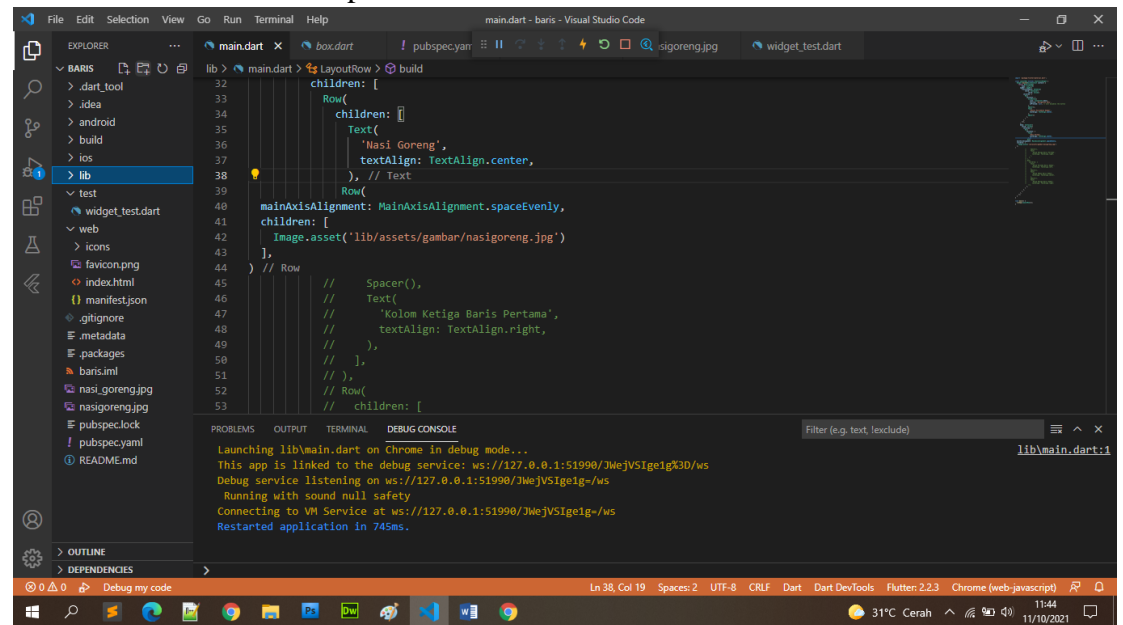 File Edit Selection View Go Run Terminal Help main.dart - baris - Visual Studio Code
EXPLORER
main.dart box.dart ! pubspec.yam sigoreng.jpg widget_test.dart
BARIS
lib > main.dart > LayoutRow > build
> .dart_tool
> .idea
> android
> build
> ios
> lib
test
widget_test.dart
web
> icons
favicon.png
index.html
manifest.json
.gitignore
.metadata
.packages
baris.iml
nasi_goreng.jpg
nasigoreng.jpg
pubspec.lock
! pubspec.yaml
README.md
> OUTLINE
> DEPENDENCIES
32 children: [
33 Row(
34 children: [
35 Text(
36 'Nasi Goreng',
37 textAlign: TextAlign.center,
38 ), // Text
39 Row(
40 mainAxisAlignment: MainAxisAlignment.spaceEvenly,
41 children: [
42 Image.asset('lib/assets/gambar/nasigoreng.jpg')
43 ],
44 ) // Row
45 // Spacer(),
46 // Text(
47 // 'Kolom Ketiga Baris Pertama',
48 // textAlign: TextAlign.right,
49 // ),
50 // ],
51 // ),
52 // Row(
53 // children: [
PROBLEMS OUTPUT TERMINAL DEBUG CONSOLE Filter (e.g. text, !exclude)
Launching lib\main.dart on Chrome in debug mode... lib\main.dart:1
This app is linked to the debug service: ws://127.0.0.1:51990/JWejVSIge1g%3D/ws
Debug service listening on ws://127.0.0.1:51990/JWejVSIge1g=/ws
Running with sound null safety
Connecting to VM Service at ws://127.0.0.1:51990/JWejVSIge1g=/ws
Restarted application in 745ms.
>
0 0 Debug my code Ln 38, Col 19 Spaces: 2 UTF-8 CRLF Dart Dart DevTools Flutter: 2.2.3 Chrome (web-javascript)
31°C Cerah 11:44
11/10/2021